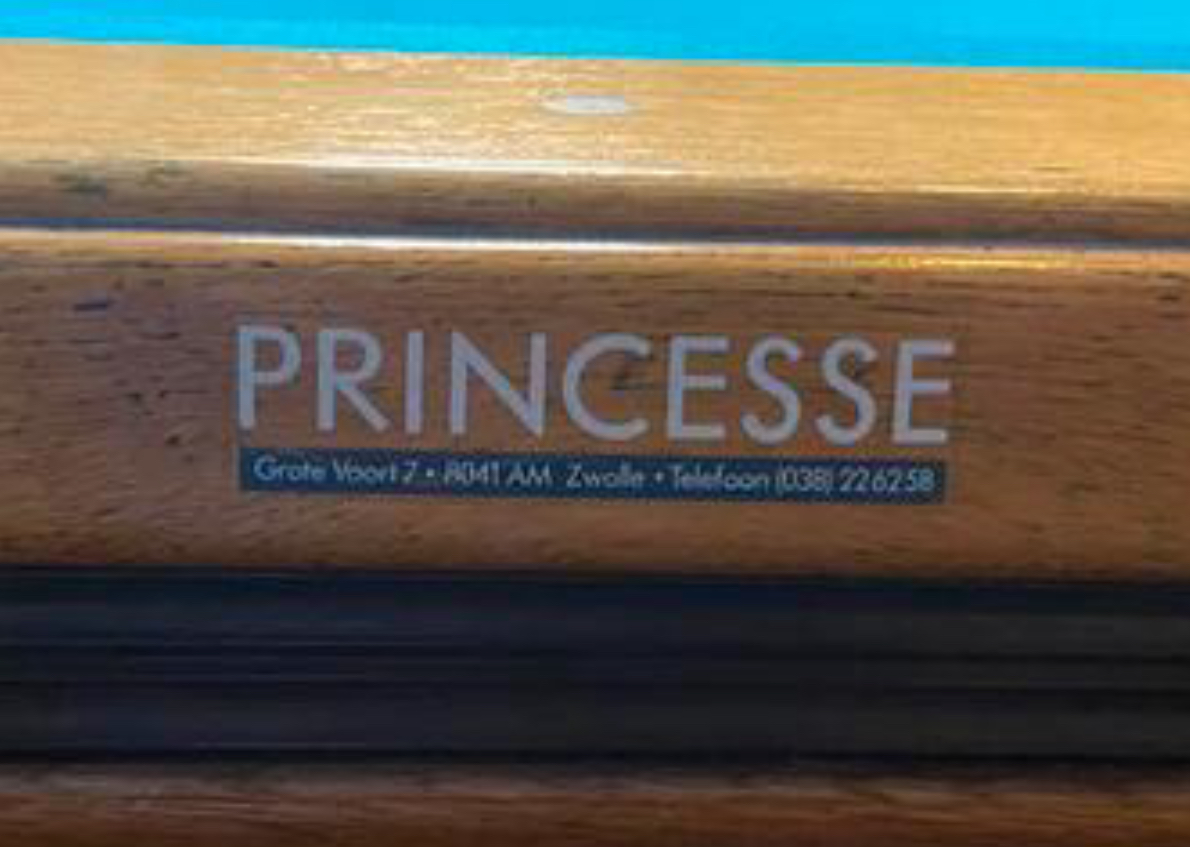 PRINCESSE
Grote Voort 7 • 8041 AM Zwolle • Telefoon (038) 226258